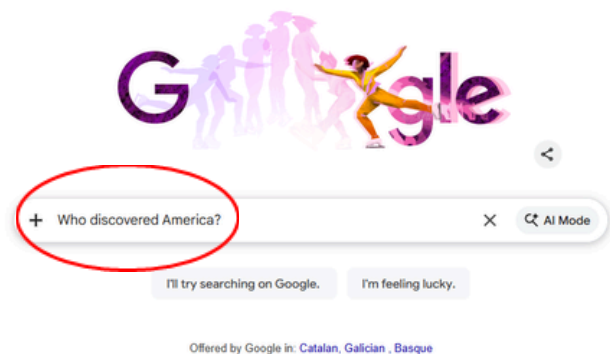 Google
Who discovered America?
AI Mode
I'll try searching on Google.
I'm feeling lucky.
Offered by Google in: Catalan, Galician , Basque